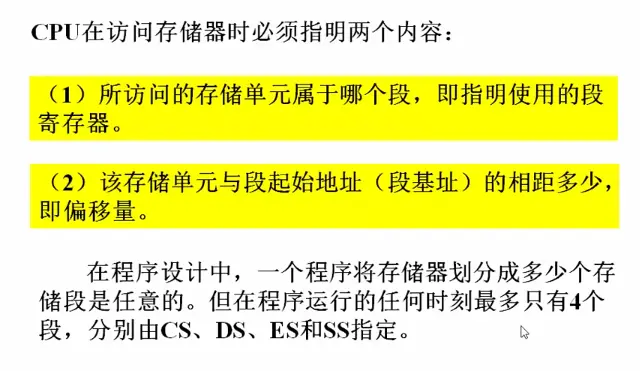 CPU在访问存储器时必须指明两个内容：
（1）所访问的存储单元属于哪个段，即指明使用的段
寄存器。
（2）该存储单元与段起始地址（段基址）的相距多少，
即偏移量。
在程序设计中，一个程序将存储器划分成多少个存
储段是任意的。但在程序运行的任何时刻最多只有4个
段，分别由CS、DS、ES和SS指定。